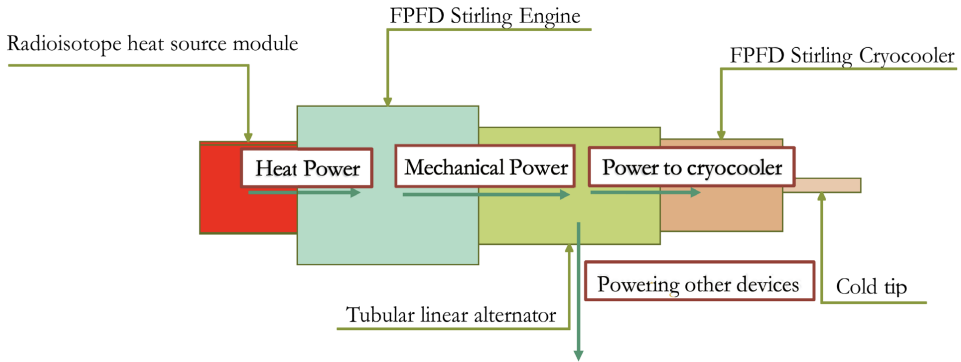 FPFD Stirling Engine
Radioisotope heat source module
FPFD Stirling Cryocooler
Heat Power
Mechanical Power
Power to cryocooler
Powering other devices
Cold tip
Tubular linear alternator